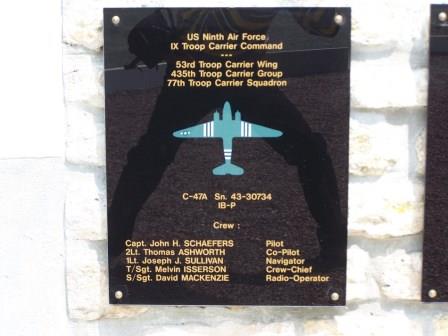 US Ninth Air Force
IX Troop Carrier Command
---
53rd Troop Carrier Wing
435th Troop Carrier Group
77th Troop Carrier Squadron
C-47A Sn. 43-30734
IB-P
Crew :
Capt. John H. SCHAEFERS Pilot
2Lt. Thomas ASHWORTH Co-Pilot
1Lt. Joseph J. SULLIVAN Navigator
T/Sgt. Melvin ISSERSON Crew-Chief
S/Sgt. David MACKENZIE Radio-Operator